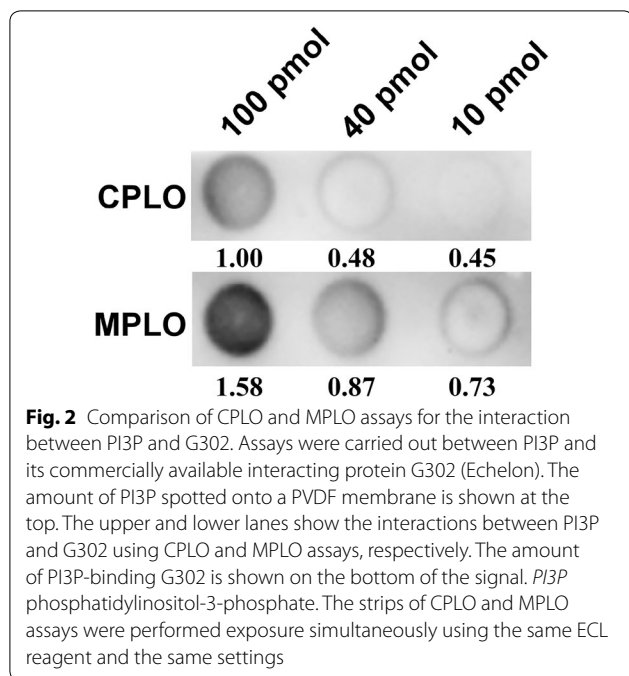 100 pmol 40 pmol 10 pmol
CPLO
1.00 0.48 0.45
MPLO
1.58 0.87 0.73
Fig. 2 Comparison of CPLO and MPLO assays for the interaction
between PI3P and G302. Assays were carried out between PI3P and
its commercially available interacting protein G302 (Echelon). The
amount of PI3P spotted onto a PVDF membrane is shown at the
top. The upper and lower lanes show the interactions between PI3P
and G302 using CPLO and MPLO assays, respectively. The amount
of PI3P-binding G302 is shown on the bottom of the signal. PI3P
phosphatidylinositol-3-phosphate. The strips of CPLO and MPLO
assays were performed exposure simultaneously using the same ECL
reagent and the same settings